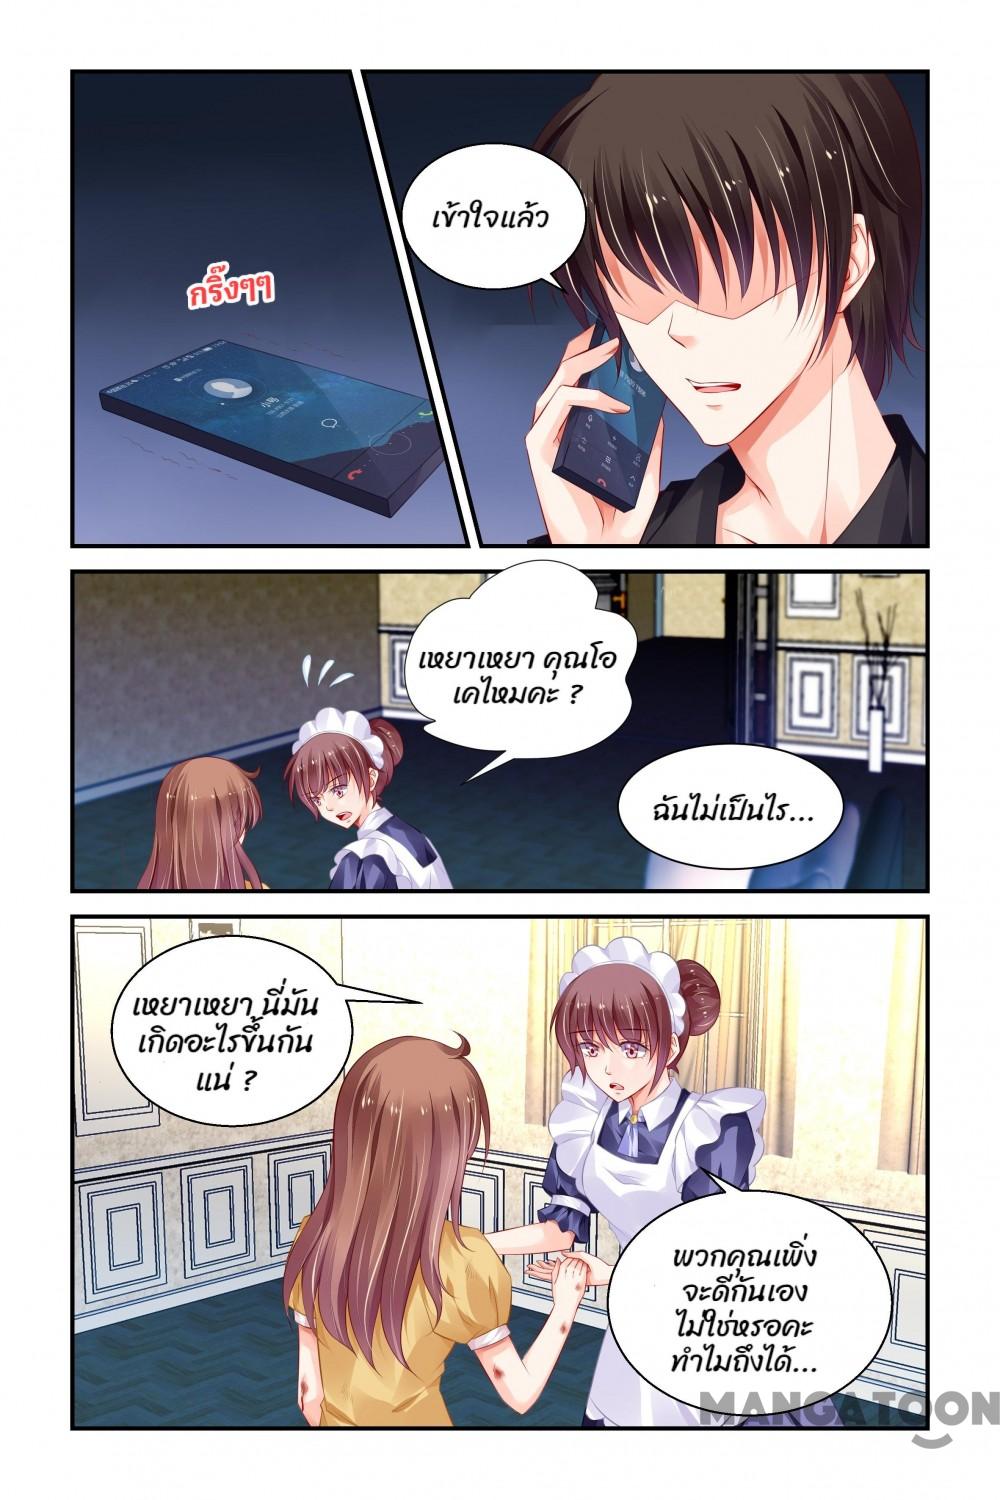 กริ๊งๆๆ
เข้าใจแล้ว
เหยาเหยา คุณโอ
เคไหมคะ ?
ฉันไม่เป็นไร...
เหยาเหยา นี่มัน
เกิดอะไรขึ้นกัน
แน่ ?
พวกคุณเพิ่ง
จะดีกันเอง
ไม่ใช่หรอคะ
ทำไมถึงได้...
MANGATOON